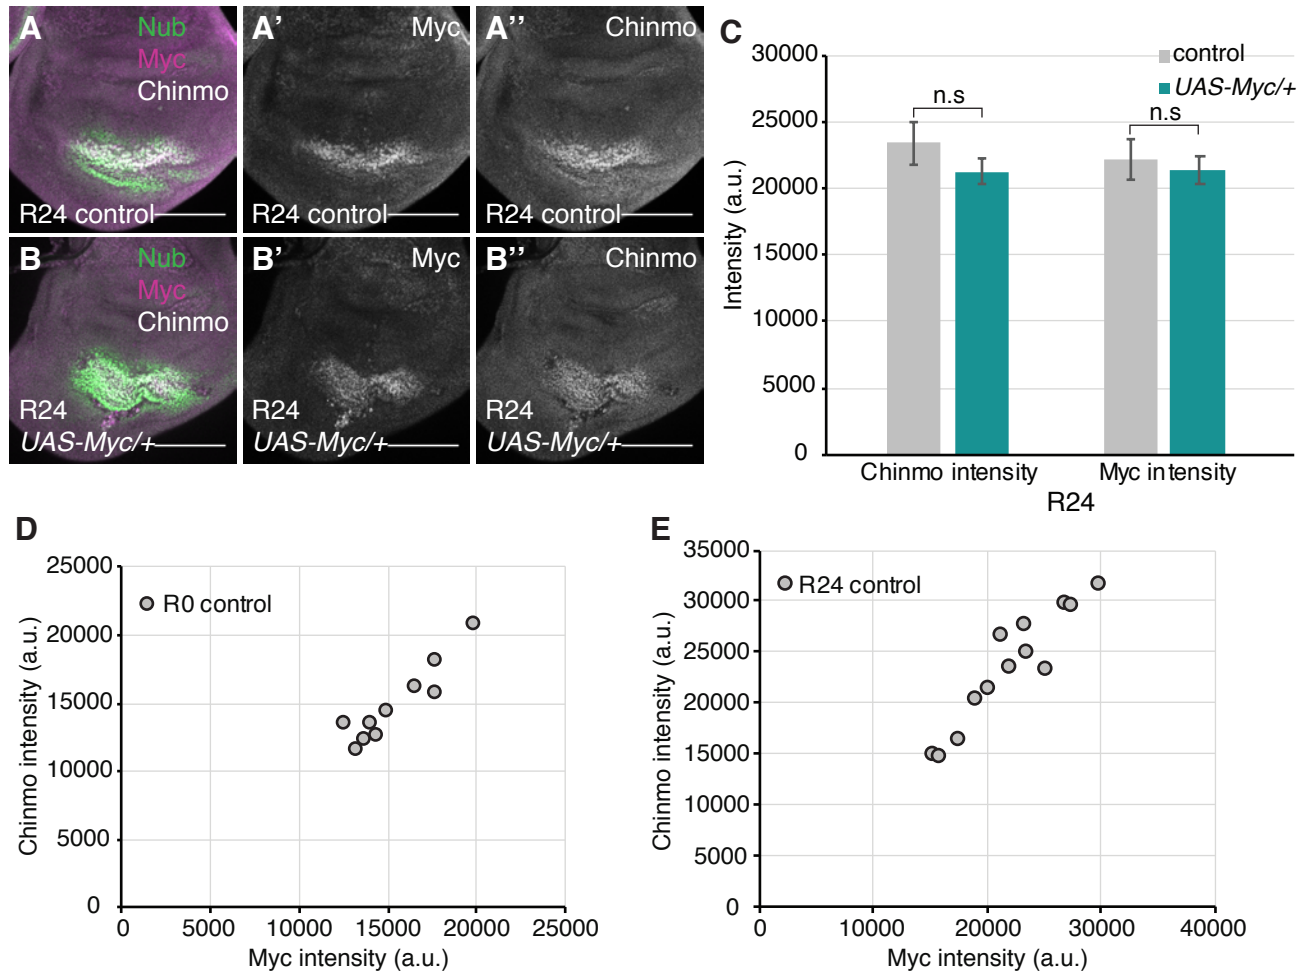 A
Nub
Myc
Chinmo
R24 control
A’
Myc
R24 control
A’’
Chinmo
R24 control
B
Nub
Myc
Chinmo
R24
UAS-Myc/+
B’
Myc
R24
UAS-Myc/+
B’’
Chinmo
R24
UAS-Myc/+
C
30000
25000
20000
15000
10000
5000
0
Intensity (a.u.)
control
UAS-Myc/+
n.s
n.s
Chinmo intensity
Myc intensity
R24
D
25000
20000
15000
10000
5000
0
Chinmo intensity (a.u.)
R0 control
0 5000 10000 15000 20000 25000
Myc intensity (a.u.)
E
35000
30000
25000
20000
15000
10000
5000
0
Chinmo intensity (a.u.)
R24 control
0 10000 20000 30000 40000
Myc intensity (a.u.)